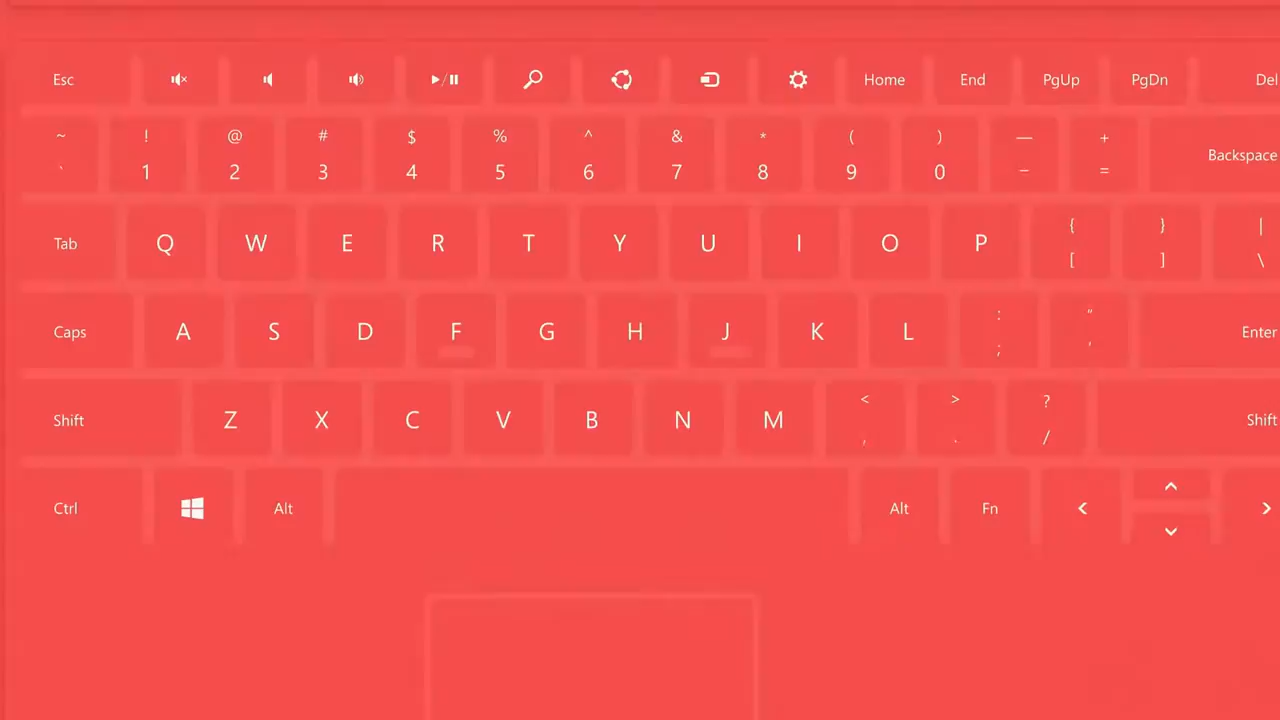 Esc Home End PgUp PgDn Del
~ ! @ # $ % ^ & * ( ) — +
` 1 2 3 4 5 6 7 8 9 0 - = Backspace
Tab Q W E R T Y U I O P { } |
[ ] \
Caps A S D F G H J K L : " Enter
; '
Shift Z X C V B N M < > ? Shift
, . /
Ctrl Alt Alt Fn